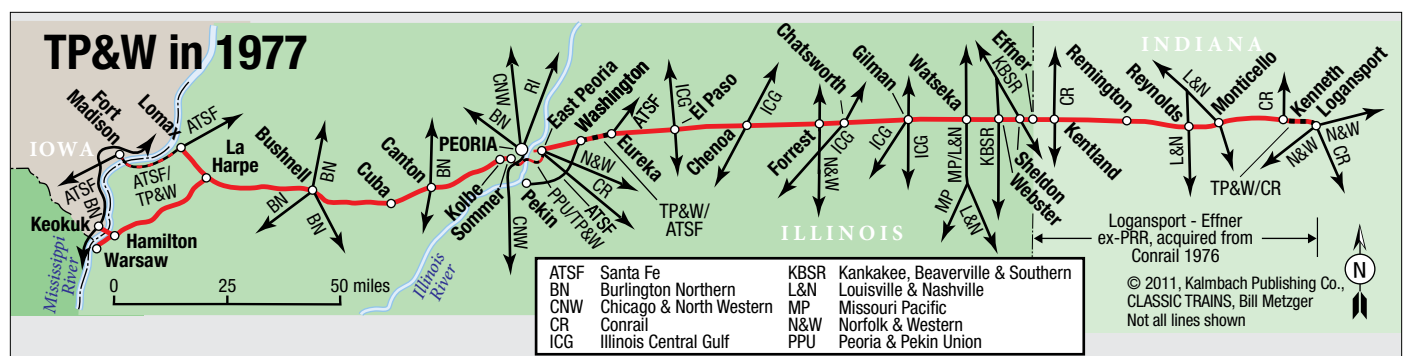 TP&W in 1977
IOWA
ILLINOIS
INDIANA
Fort
Madison
Lomax
ATSF
ATSF
ATSF/
TP&W
BN
Keokuk
Hamilton
Warsaw
Mississippi
River
La
Harpe
Bushnell
BN
BN
BN
Cuba
Canton
BN
PEORIA
CNW
BN
RI
Kolbe
Sommer
CNW
Pekin
Illinois
River
East Peoria
Washington
N&W
CR
ATSF
PPU/TP&W
ATSF
Eureka
TP&W/
ATSF
ICG
El Paso
Chenoa
ICG
Chatsworth
Forrest
N&W
ICG
Gilman
ICG
ICG
Watseka
MP/L&N
MP
L&N
KBSR
KBSR
Effner
Sheldon
Webster
CR
Kentland
Remington
Reynolds
L&N
L&N
Monticello
CR
Kenneth
Logansport
N&W
N&W
CR
TP&W/CR
Logansport - Effner
ex-PRR, acquired from
Conrail 1976
0 25 50 miles
ATSF Santa Fe
BN Burlington Northern
CNW Chicago & North Western
CR Conrail
ICG Illinois Central Gulf
KBSR Kankakee, Beaverville & Southern
L&N Louisville & Nashville
MP Missouri Pacific
N&W Norfolk & Western
PPU Peoria & Pekin Union
N
© 2011, Kalmbach Publishing Co.,
CLASSIC TRAINS, Bill Metzger
Not all lines shown